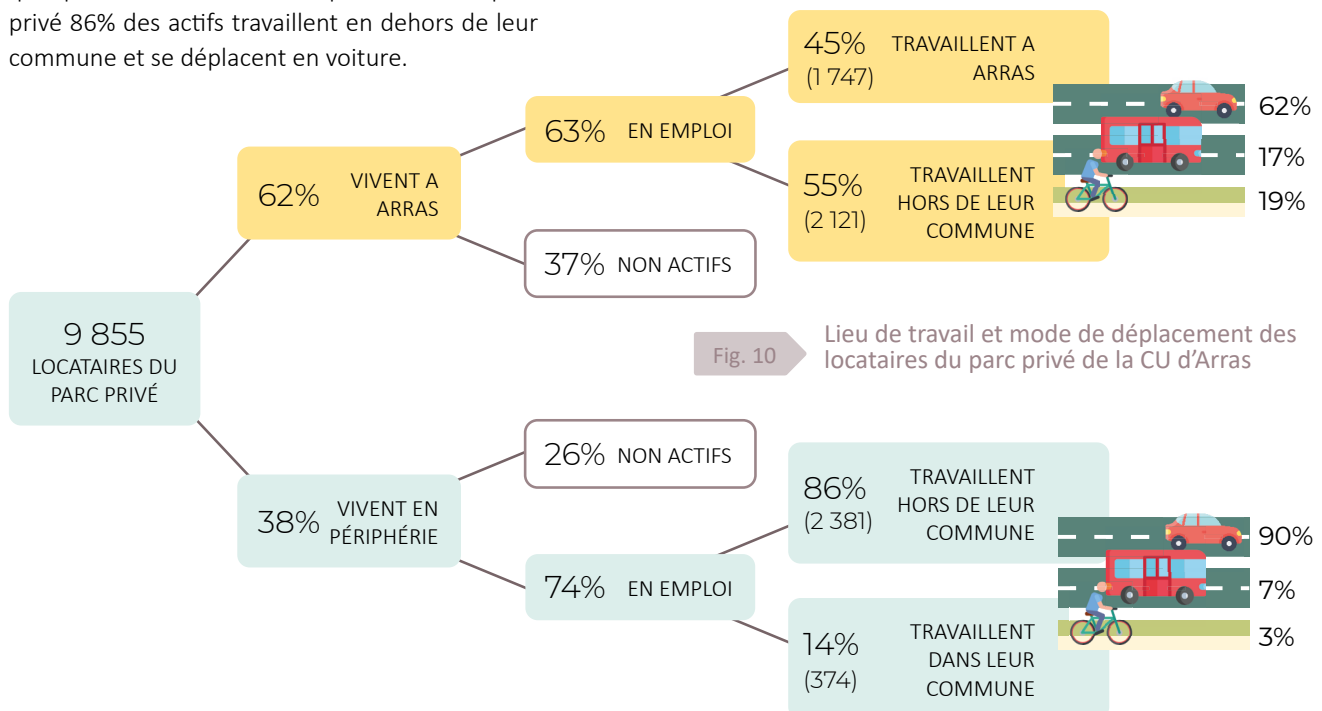 privé 86% des actifs travaillent en dehors de leur
commune et se déplacent en voiture.
9 855
LOCATAIRES DU
PARC PRIVÉ
62% VIVENT A
ARRAS
63% EN EMPLOI
45% TRAVAILLENT A
(1 747) ARRAS
55% TRAVAILLENT
(2 121) HORS DE LEUR
COMMUNE
62%
17%
19%
37% NON ACTIFS
Fig. 10
Lieu de travail et mode de déplacement des
locataires du parc privé de la CU d’Arras
38% VIVENT EN
PÉRIPHÉRIE
26% NON ACTIFS
74% EN EMPLOI
86% TRAVAILLENT
(2 381) HORS DE LEUR
COMMUNE
14% TRAVAILLENT
(374) DANS LEUR
COMMUNE
90%
7%
3%